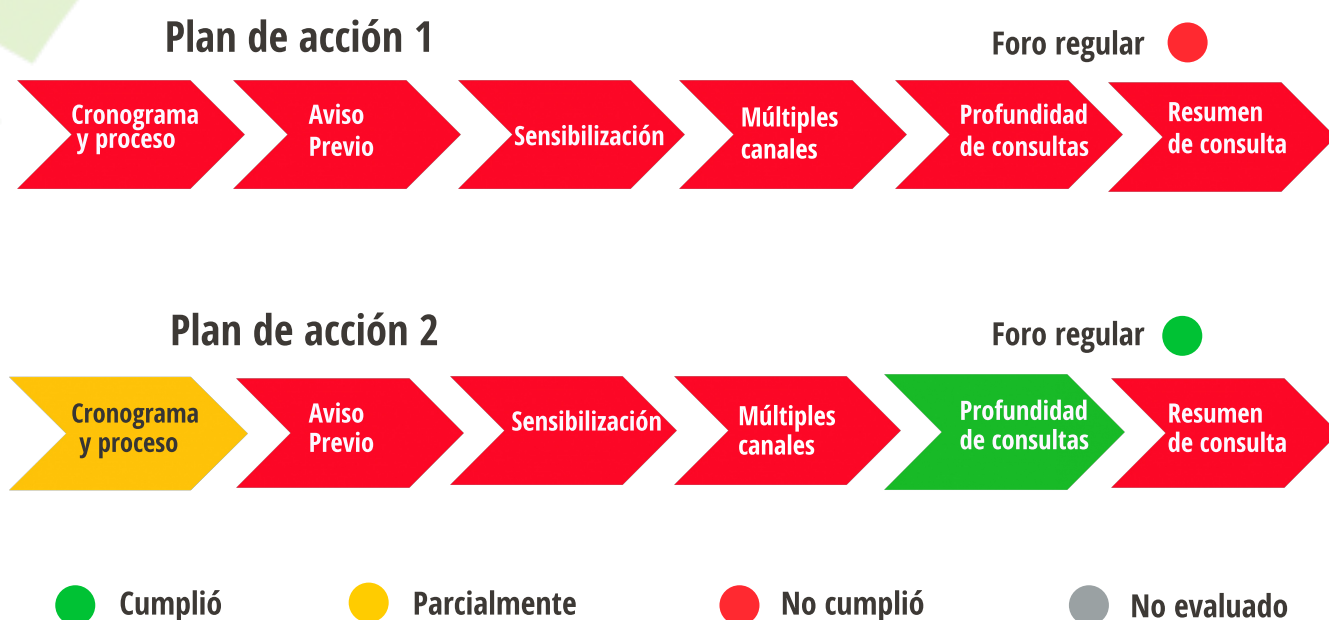 Plan de acción 1
Foro regular
Cronograma
y proceso
Aviso
Previo
Sensibilización
Múltiples
canales
Profundidad
de consultas
Resumen
de consulta
Plan de acción 2
Foro regular
Cronograma
y proceso
Aviso
Previo
Sensibilización
Múltiples
canales
Profundidad
de consultas
Resumen
de consulta
Cumplió
Parcialmente
No cumplió
No evaluado